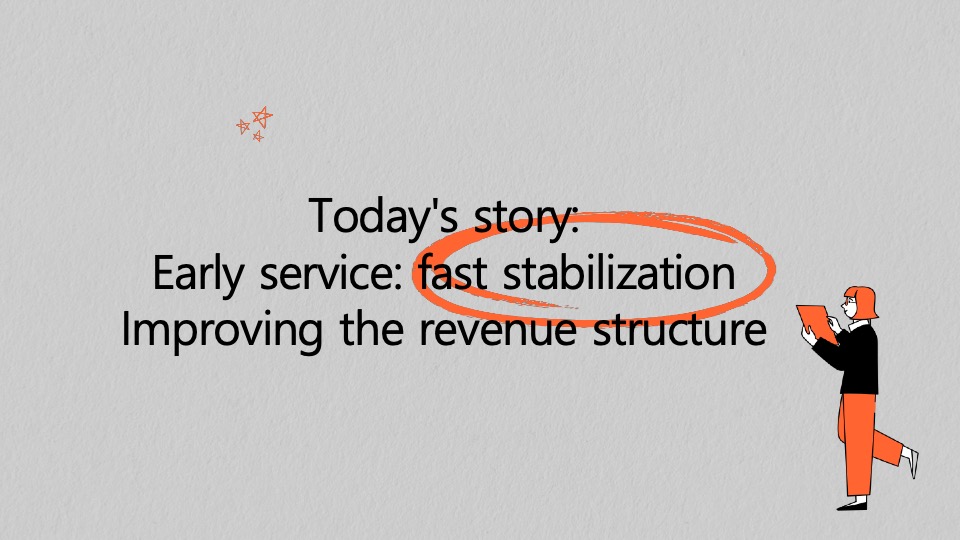 Today's story:
Early service: fast stabilization
Improving the revenue structure